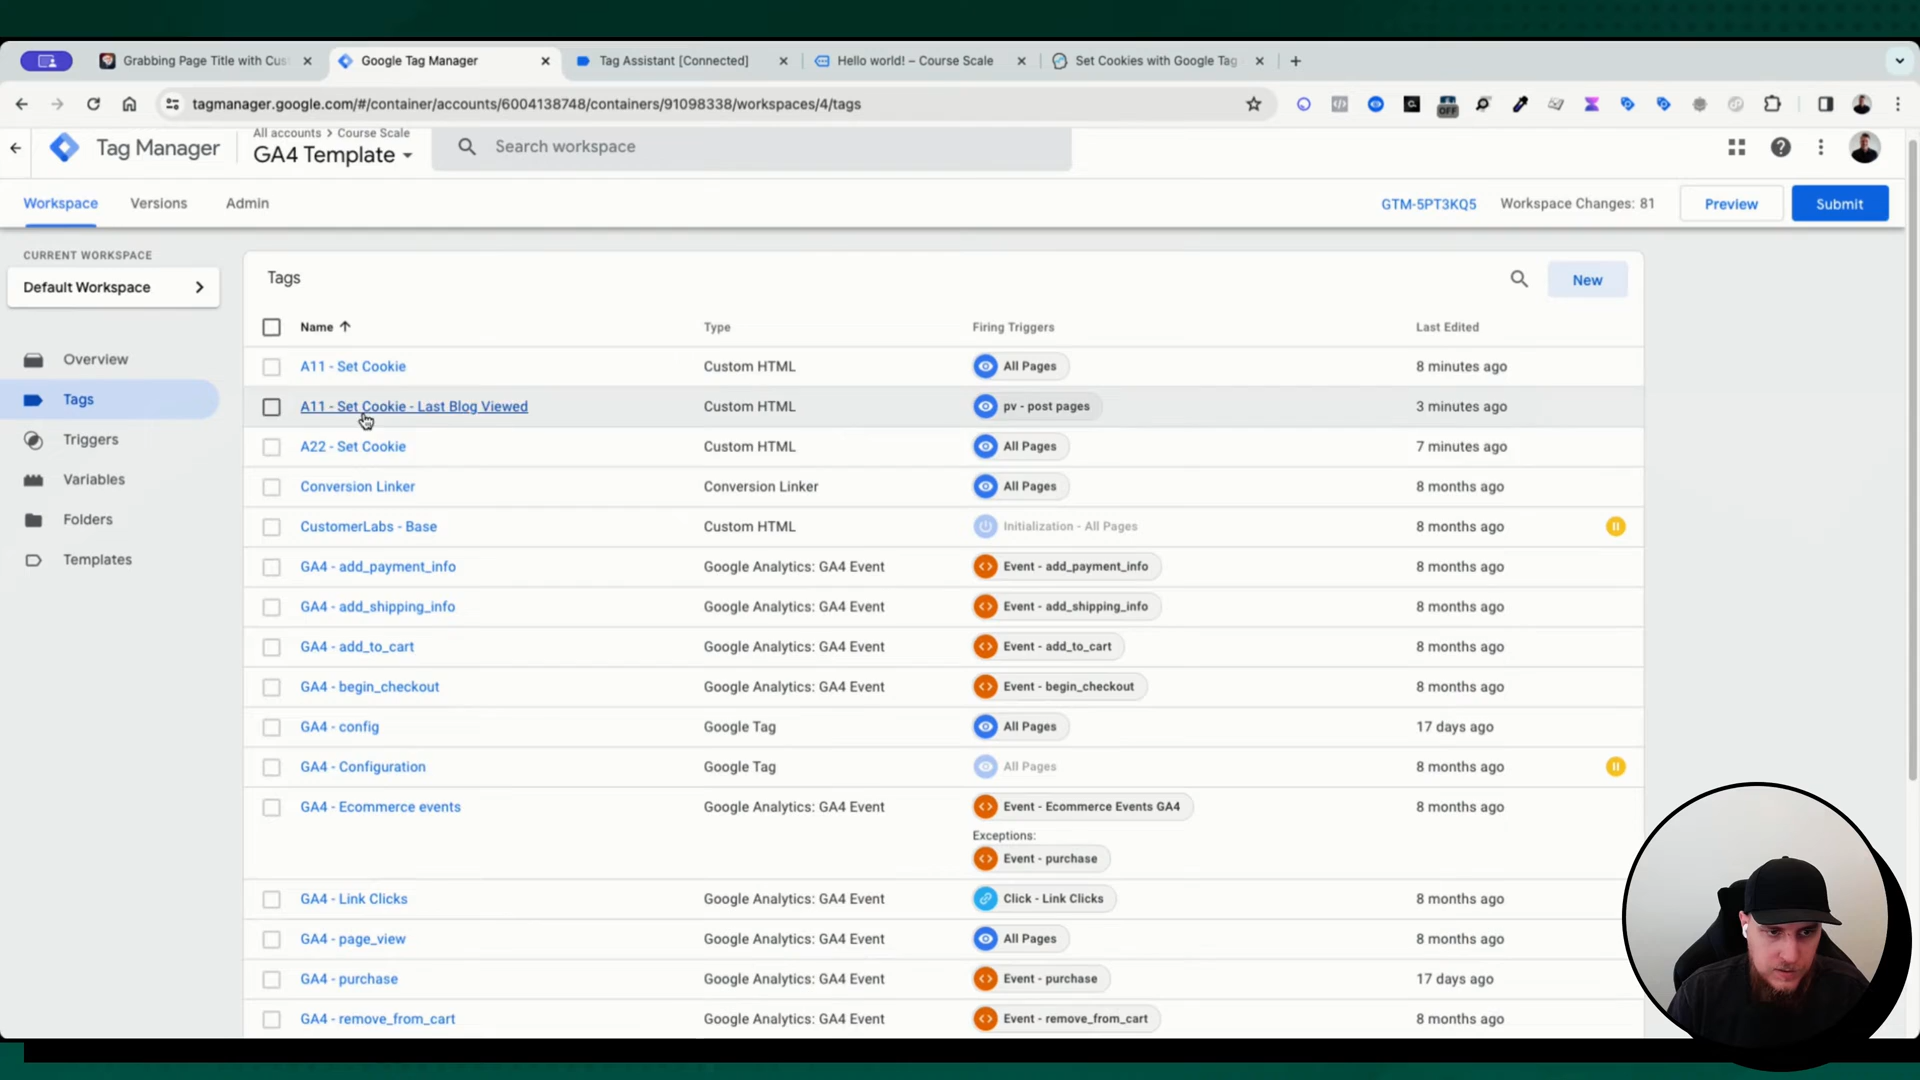 Grabbing Page Title with Cus
Google Tag Manager
Tag Assistant [Connected]
Hello world! – Course Scale
Set Cookies with Google Tag
tagmanager.google.com/#/container/accounts/6004138748/containers/91098338/workspaces/4/tags
OFF
Tag Manager
All accounts > Course Scale
GA4 Template
Search workspace
Workspace
Versions
Admin
GTM-5PT3KQ5
Workspace Changes: 81
Preview
Submit
CURRENT WORKSPACE
Default Workspace
Overview
Tags
Triggers
Variables
Folders
Templates
Tags
New
Name
Type
Firing Triggers
Last Edited
A11 - Set Cookie
Custom HTML
All Pages
8 minutes ago
A11 - Set Cookie - Last Blog Viewed
Custom HTML
pv - post pages
3 minutes ago
A22 - Set Cookie
Custom HTML
All Pages
7 minutes ago
Conversion Linker
Conversion Linker
All Pages
8 months ago
CustomerLabs - Base
Custom HTML
Initialization - All Pages
8 months ago
GA4 - add_payment_info
Google Analytics: GA4 Event
Event - add_payment_info
8 months ago
GA4 - add_shipping_info
Google Analytics: GA4 Event
Event - add_shipping_info
8 months ago
GA4 - add_to_cart
Google Analytics: GA4 Event
Event - add_to_cart
8 months ago
GA4 - begin_checkout
Google Analytics: GA4 Event
Event - begin_checkout
8 months ago
GA4 - config
Google Tag
All Pages
17 days ago
GA4 - Configuration
Google Tag
All Pages
8 months ago
GA4 - Ecommerce events
Google Analytics: GA4 Event
Event - Ecommerce Events GA4
8 months ago
Exceptions:
Event - purchase
GA4 - Link Clicks
Google Analytics: GA4 Event
Click - Link Clicks
8 months ago
GA4 - page_view
Google Analytics: GA4 Event
All Pages
8 months ago
GA4 - purchase
Google Analytics: GA4 Event
Event - purchase
17 days ago
GA4 - remove_from_cart
Google Analytics: GA4 Event
Event - remove_from_cart
8 months ago